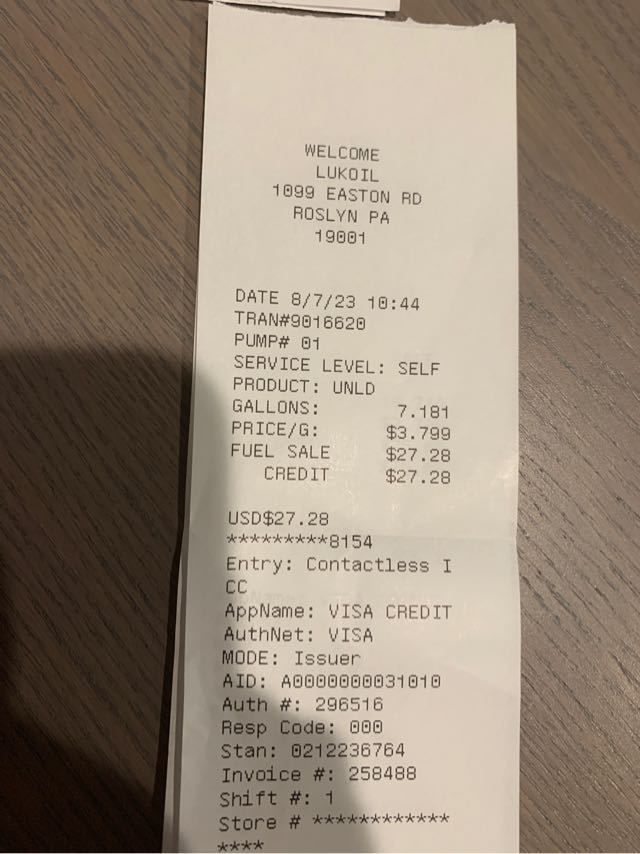 WELCOME
LUKOIL
1099 EASTON RD
ROSLYN PA
19001
DATE 8/7/23 10:44
TRAN#9016620
PUMP# 01
SERVICE LEVEL: SELF
PRODUCT: UNLD
GALLONS: 7.181
PRICE/G: $3.799
FUEL SALE $27.28
CREDIT $27.28
USD$27.28
*********8154
Entry: Contactless I
CC
AppName: VISA CREDIT
AuthNet: VISA
MODE: Issuer
AID: A0000000031010
Auth #: 296516
Resp Code: 000
Stan: 0212236764
Invoice #: 258488
Shift #: 1
Store # ************
****